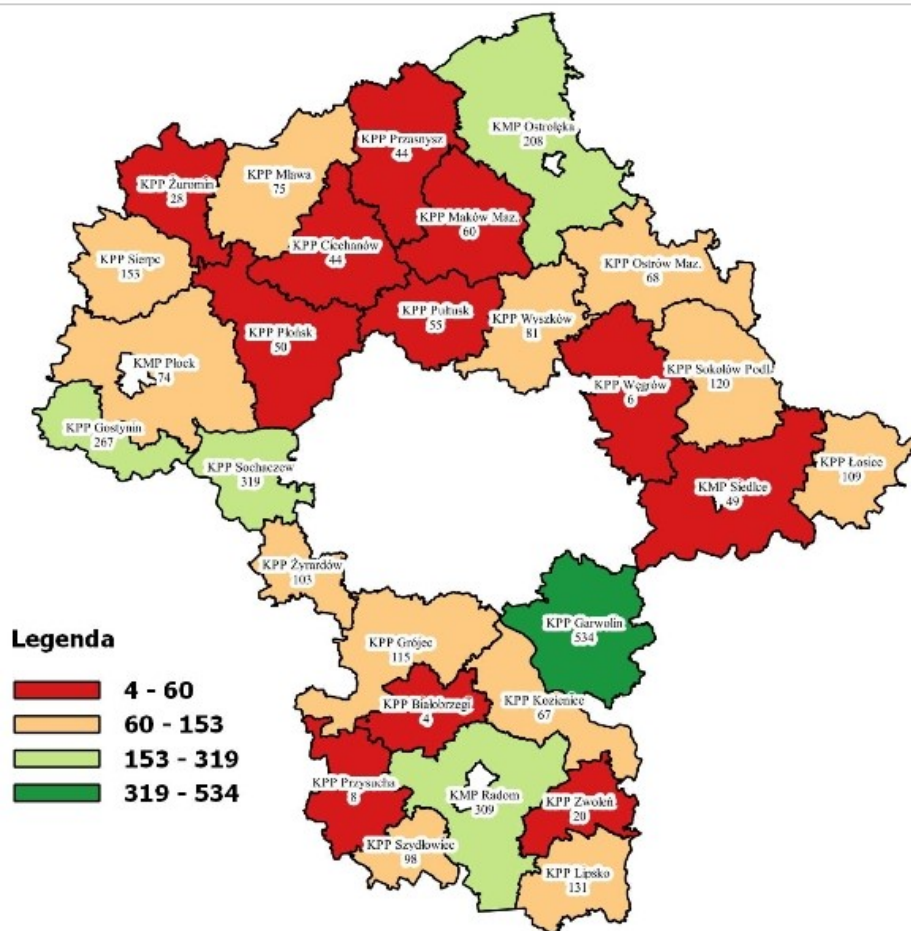 KMP Ostrołęka
208
KPP Przasnysz
44
KPP Mława
75
KPP Żuromin
28
KPP Maków Maz.
60
KPP Ciechanów
44
KPP Sierpc
153
KPP Ostrów Maz.
68
KPP Pułtusk
55
KPP Wyszków
81
KPP Płońsk
50
KMP Płock
74
KPP Sokołów Podl.
120
KPP Węgrów
6
KPP Gostynin
267
KPP Sochaczew
319
KPP Łosice
109
KMP Siedlce
49
KPP Żyrardów
103
KPP Garwolin
534
KPP Grójec
115
KPP Kozienice
67
KPP Białobrzegi
4
KPP Przysucha
8
KMP Radom
309
KPP Zwoleń
20
KPP Szydłowiec
98
KPP Lipsko
131
Legenda
4 - 60
60 - 153
153 - 319
319 - 534